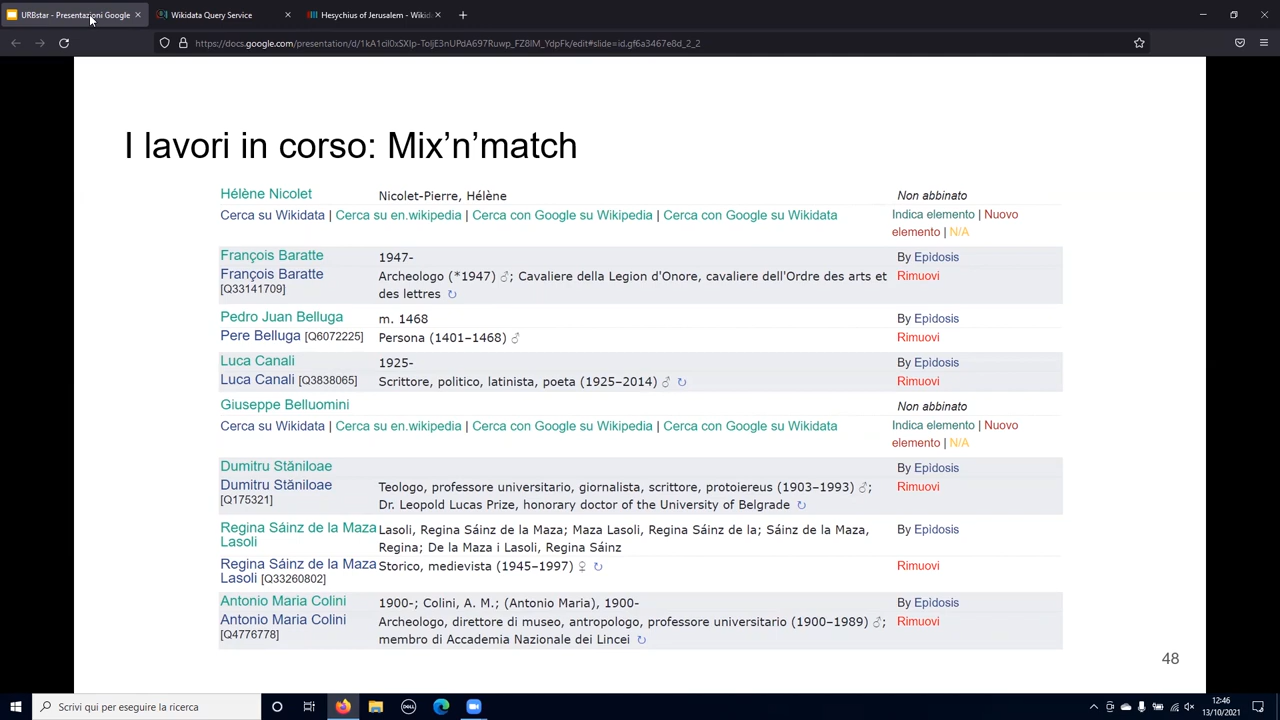 URBstar - Presentazioni Google
Wikidata Query Service
Hesychius of Jerusalem - Wikid
https://docs.google.com/presentation/d/1kA1cil0xSXIp-ToIjE3nUPdA697Ruwp_FZ8lM_YdpFk/edit#slide=id.gf6a3467e8d_2_2
I lavori in corso: Mix’n’match
Hélène Nicolet Nicolet-Pierre, Hélène Non abbinato
Cerca su Wikidata | Cerca su en.wikipedia | Cerca con Google su Wikipedia | Cerca con Google su Wikidata Indica elemento | Nuovo
elemento | N/A
François Baratte 1947- By Epìdosis
François Baratte Archeologo (*1947) ♂; Cavaliere della Legion d'Onore, cavaliere dell'Ordre des arts et Rimuovi
[Q33141709] des lettres ↻
Pedro Juan Belluga m. 1468 By Epìdosis
Pere Belluga [Q6072225] Persona (1401–1468) ♂ Rimuovi
Luca Canali 1925- By Epìdosis
Luca Canali [Q3838065] Scrittore, politico, latinista, poeta (1925–2014) ♂ ↻ Rimuovi
Giuseppe Belluomini Non abbinato
Cerca su Wikidata | Cerca su en.wikipedia | Cerca con Google su Wikipedia | Cerca con Google su Wikidata Indica elemento | Nuovo
elemento | N/A
Dumitru Stăniloae By Epìdosis
Dumitru Stăniloae Teologo, professore universitario, giornalista, scrittore, protoiereus (1903–1993) ♂; Rimuovi
[Q175321] Dr. Leopold Lucas Prize, honorary doctor of the University of Belgrade ↻
Regina Sáinz de la Maza Lasoli, Regina Sáinz de la Maza; Maza Lasoli, Regina Sáinz de la; Sáinz de la Maza, By Epìdosis
Lasoli Regina; De la Maza i Lasoli, Regina Sáinz
Regina Sáinz de la Maza Storico, medievista (1945–1997) ♀ ↻ Rimuovi
Lasoli [Q33260802]
Antonio Maria Colini 1900-; Colini, A. M.; (Antonio Maria), 1900- By Epìdosis
Antonio Maria Colini Archeologo, direttore di museo, antropologo, professore universitario (1900–1989) ♂; Rimuovi
[Q4776778] membro di Accademia Nazionale dei Lincei ↻
48
Scrivi qui per eseguire la ricerca
DELL
12:46
13/10/2021